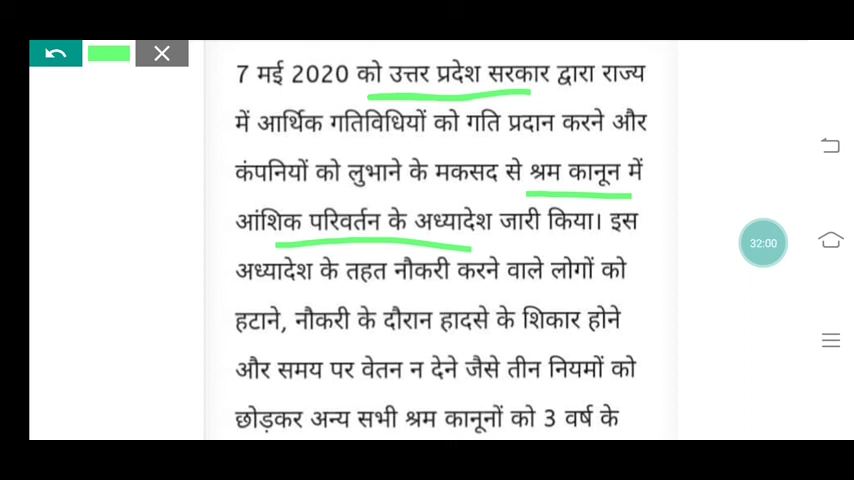 7 मई 2020 को उत्तर प्रदेश सरकार द्वारा राज्य
में आर्थिक गतिविधियों को गति प्रदान करने और
कंपनियों को लुभाने के मकसद से श्रम कानून में
आंशिक परिवर्तन के अध्यादेश जारी किया। इस
अध्यादेश के तहत नौकरी करने वाले लोगों को
हटाने, नौकरी के दौरान हादसे के शिकार होने
और समय पर वेतन न देने जैसे तीन नियमों को
छोड़कर अन्य सभी श्रम कानूनों को 3 वर्ष के
32:00